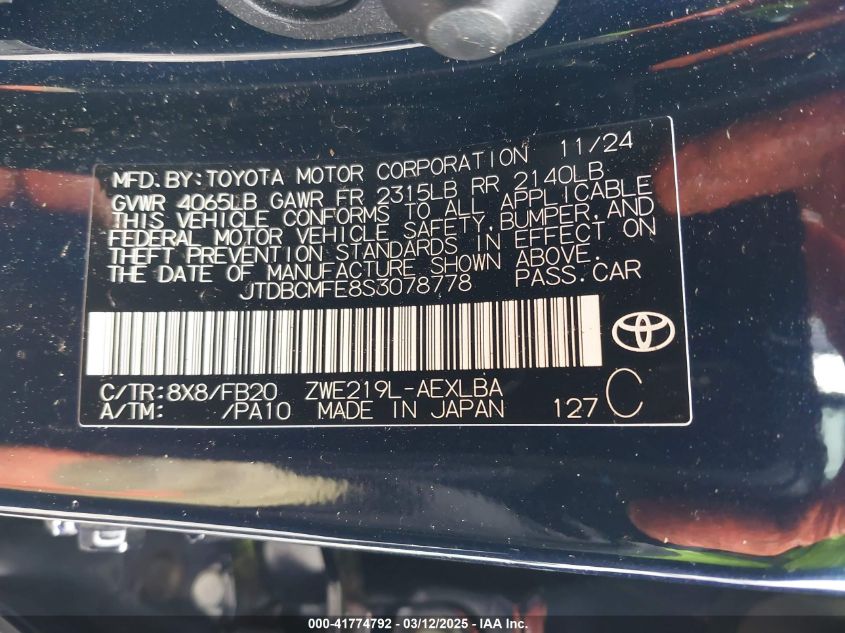 MFD.BY:TOYOTA MOTOR CORPORATION 11/24
GVWR 4065LB GAWR FR 2315LB RR 2140LB
THIS VEHICLE CONFORMS TO ALL APPLICABLE
FEDERAL MOTOR VEHICLE SAFETY,BUMPER,AND
THEFT PREVENTION STANDARDS IN EFFECT ON
THE DATE OF MANUFACTURE SHOWN ABOVE.
JTDBCMFE8S3078778 PASS.CAR
C/TR:8X8/FB20 ZWE219L-AEXLBA
A/TM: /PA10 MADE IN JAPAN 127 C
000-41774792 - 03/12/2025 - IAA Inc.